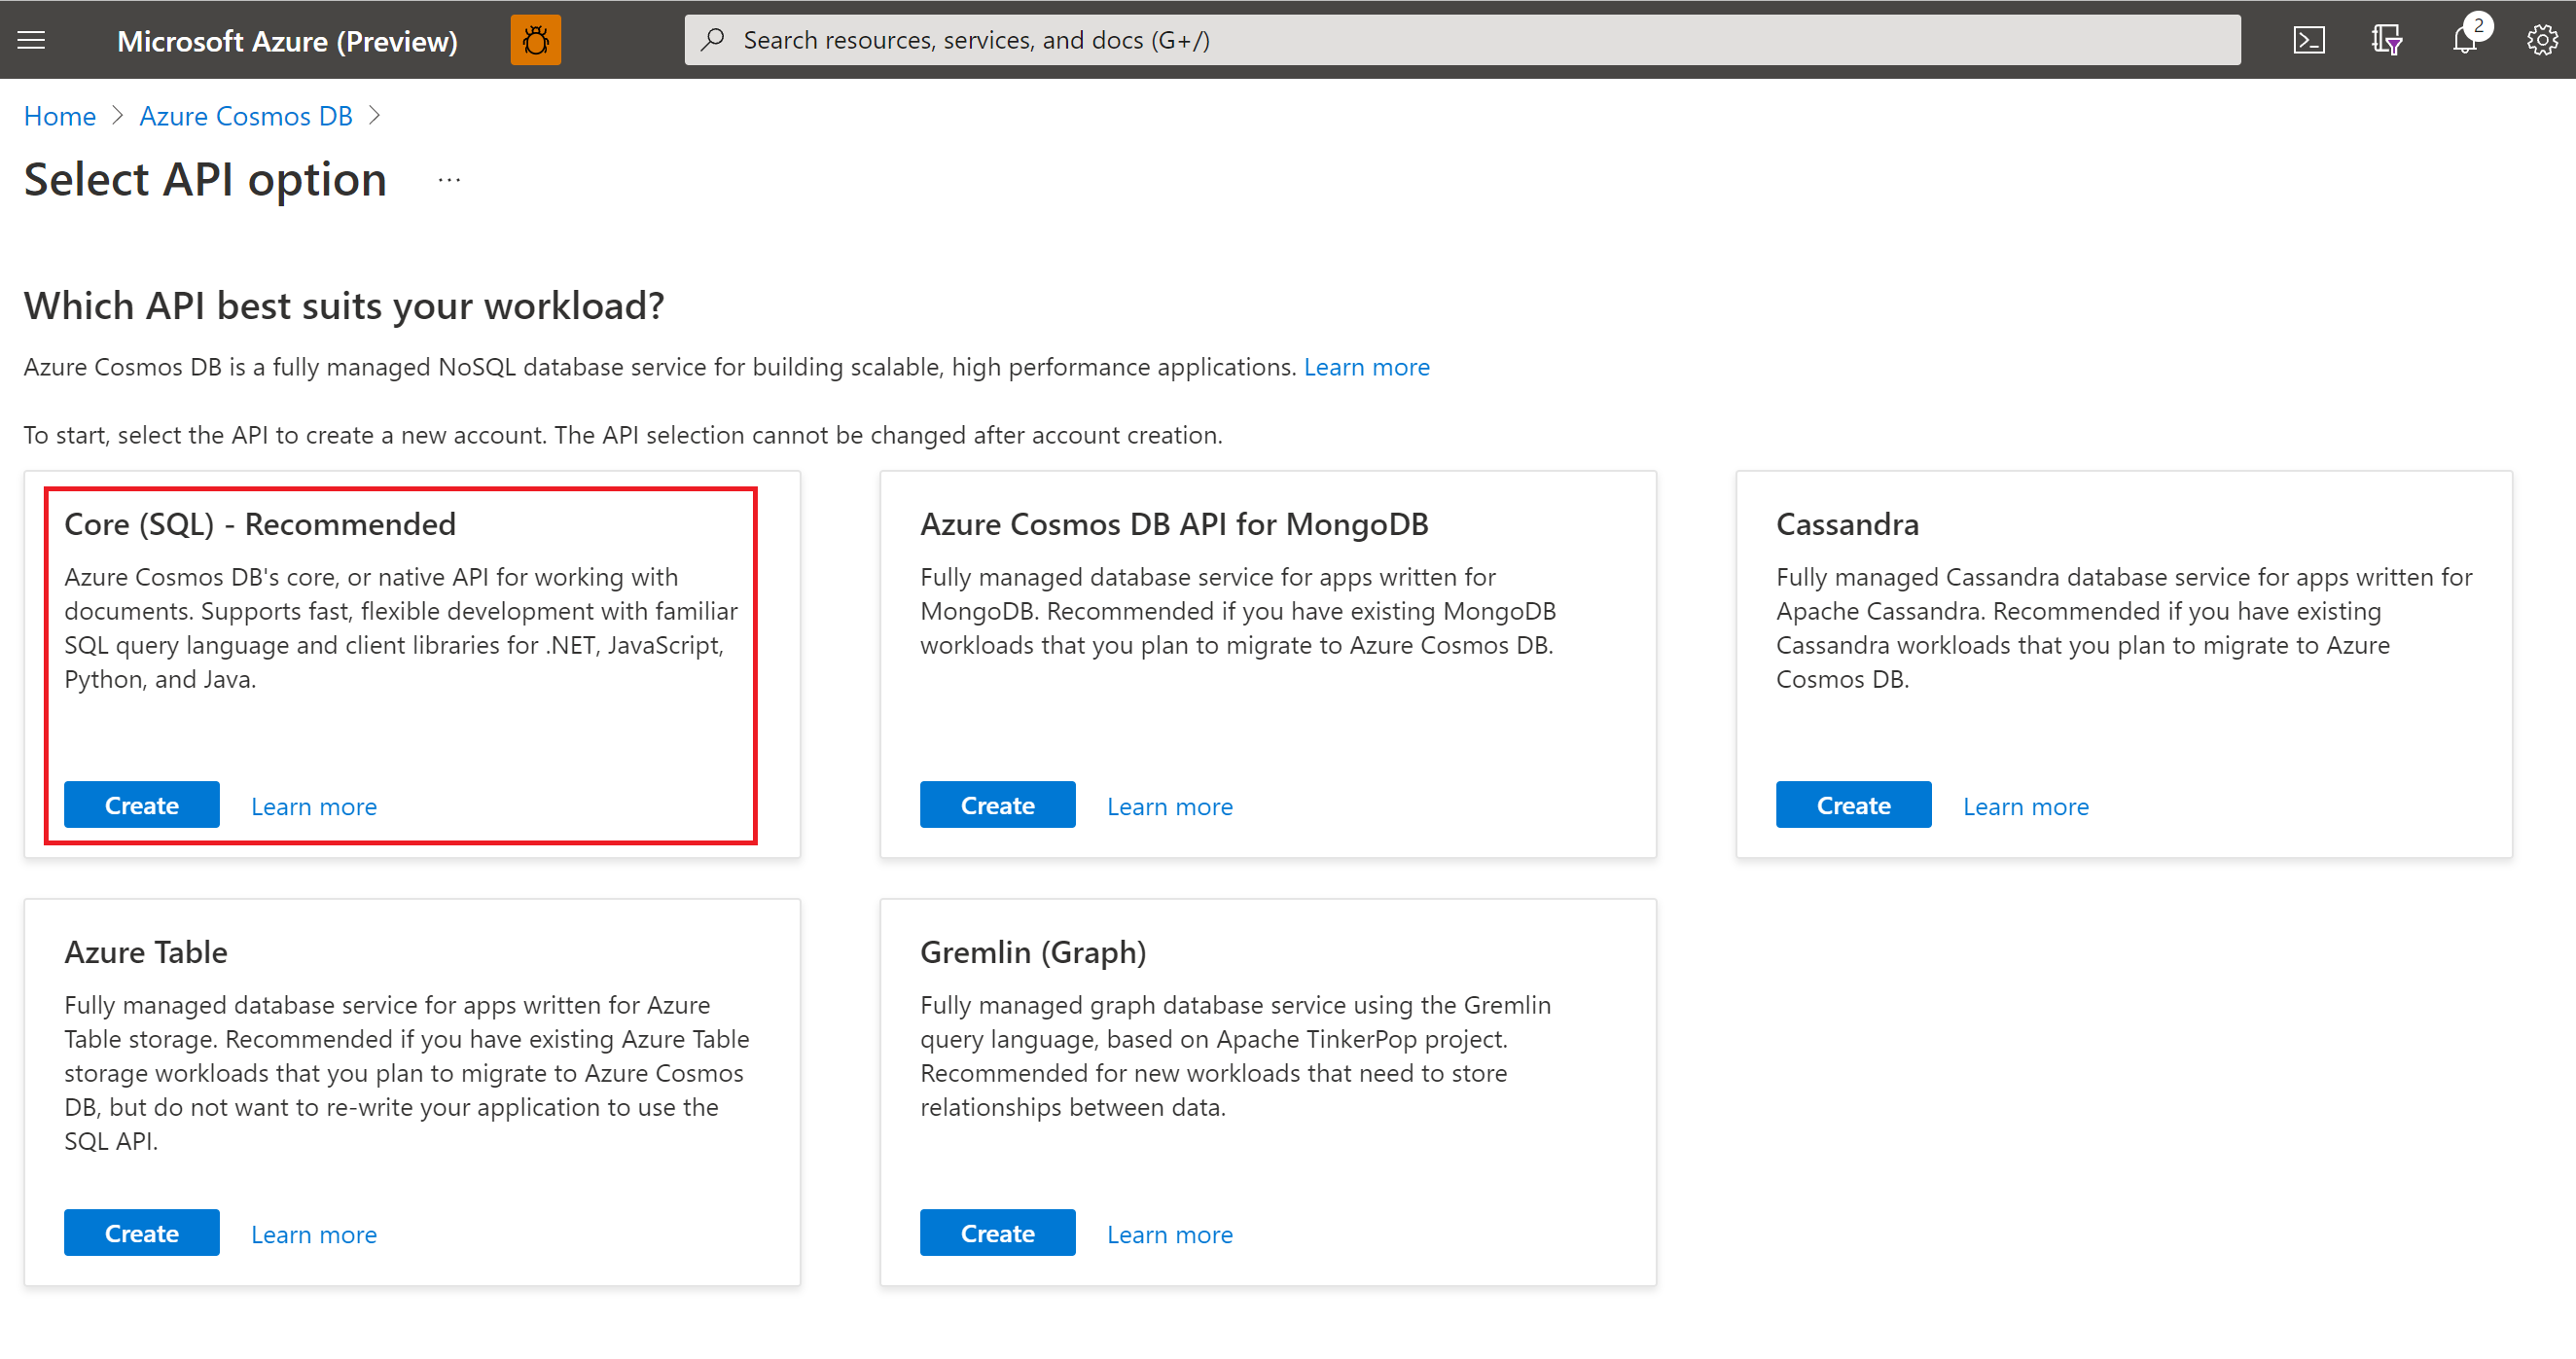 Microsoft Azure (Preview)
Search resources, services, and docs (G+/)
2
Home > Azure Cosmos DB >
Select API option ...
Which API best suits your workload?
Azure Cosmos DB is a fully managed NoSQL database service for building scalable, high performance applications. Learn more
To start, select the API to create a new account. The API selection cannot be changed after account creation.
Core (SQL) - Recommended
Azure Cosmos DB's core, or native API for working with
documents. Supports fast, flexible development with familiar
SQL query language and client libraries for .NET, JavaScript,
Python, and Java.
Create Learn more
Azure Cosmos DB API for MongoDB
Fully managed database service for apps written for
MongoDB. Recommended if you have existing MongoDB
workloads that you plan to migrate to Azure Cosmos DB.
Create Learn more
Cassandra
Fully managed Cassandra database service for apps written for
Apache Cassandra. Recommended if you have existing
Cassandra workloads that you plan to migrate to Azure
Cosmos DB.
Create Learn more
Azure Table
Fully managed database service for apps written for Azure
Table storage. Recommended if you have existing Azure Table
storage workloads that you plan to migrate to Azure Cosmos
DB, but do not want to re-write your application to use the
SQL API.
Create Learn more
Gremlin (Graph)
Fully managed graph database service using the Gremlin
query language, based on Apache TinkerPop project.
Recommended for new workloads that need to store
relationships between data.
Create Learn more